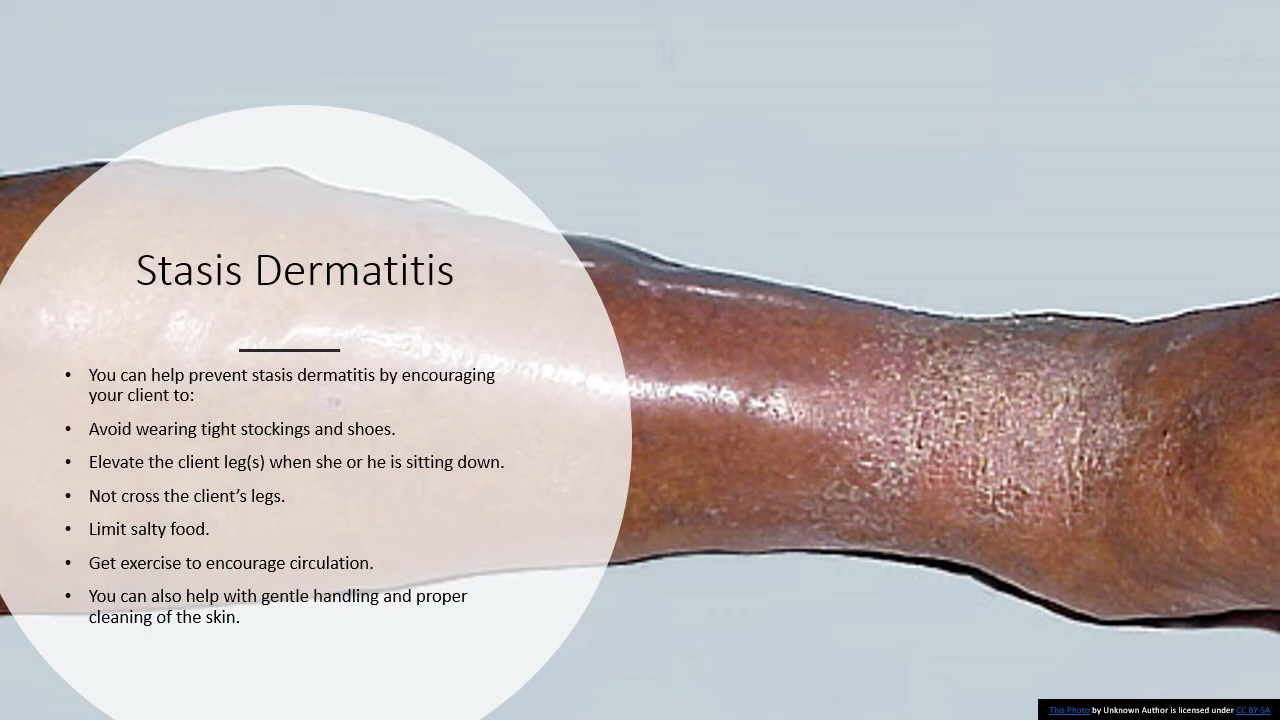 Stasis Dermatitis
• You can help prevent stasis dermatitis by encouraging
your client to:
• Avoid wearing tight stockings and shoes.
• Elevate the client leg(s) when she or he is sitting down.
• Not cross the client’s legs.
• Limit salty food.
• Get exercise to encourage circulation.
• You can also help with gentle handling and proper
cleaning of the skin.
This Photo by Unknown Author is licensed under CC BY-SA